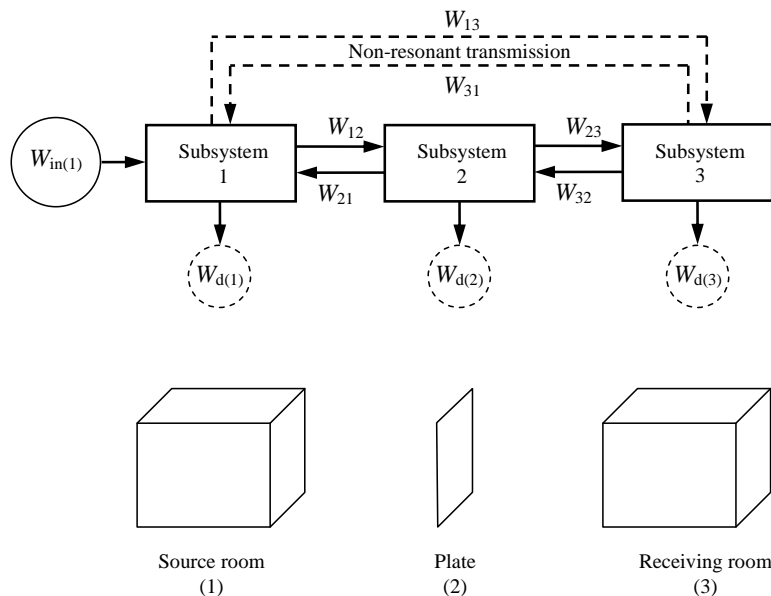 W13
Non-resonant transmission
W31
Win(1)
Subsystem
1
W12
W21
Subsystem
2
W23
W32
Subsystem
3
Wd(1)
Wd(2)
Wd(3)
Source room
(1)
Plate
(2)
Receiving room
(3)